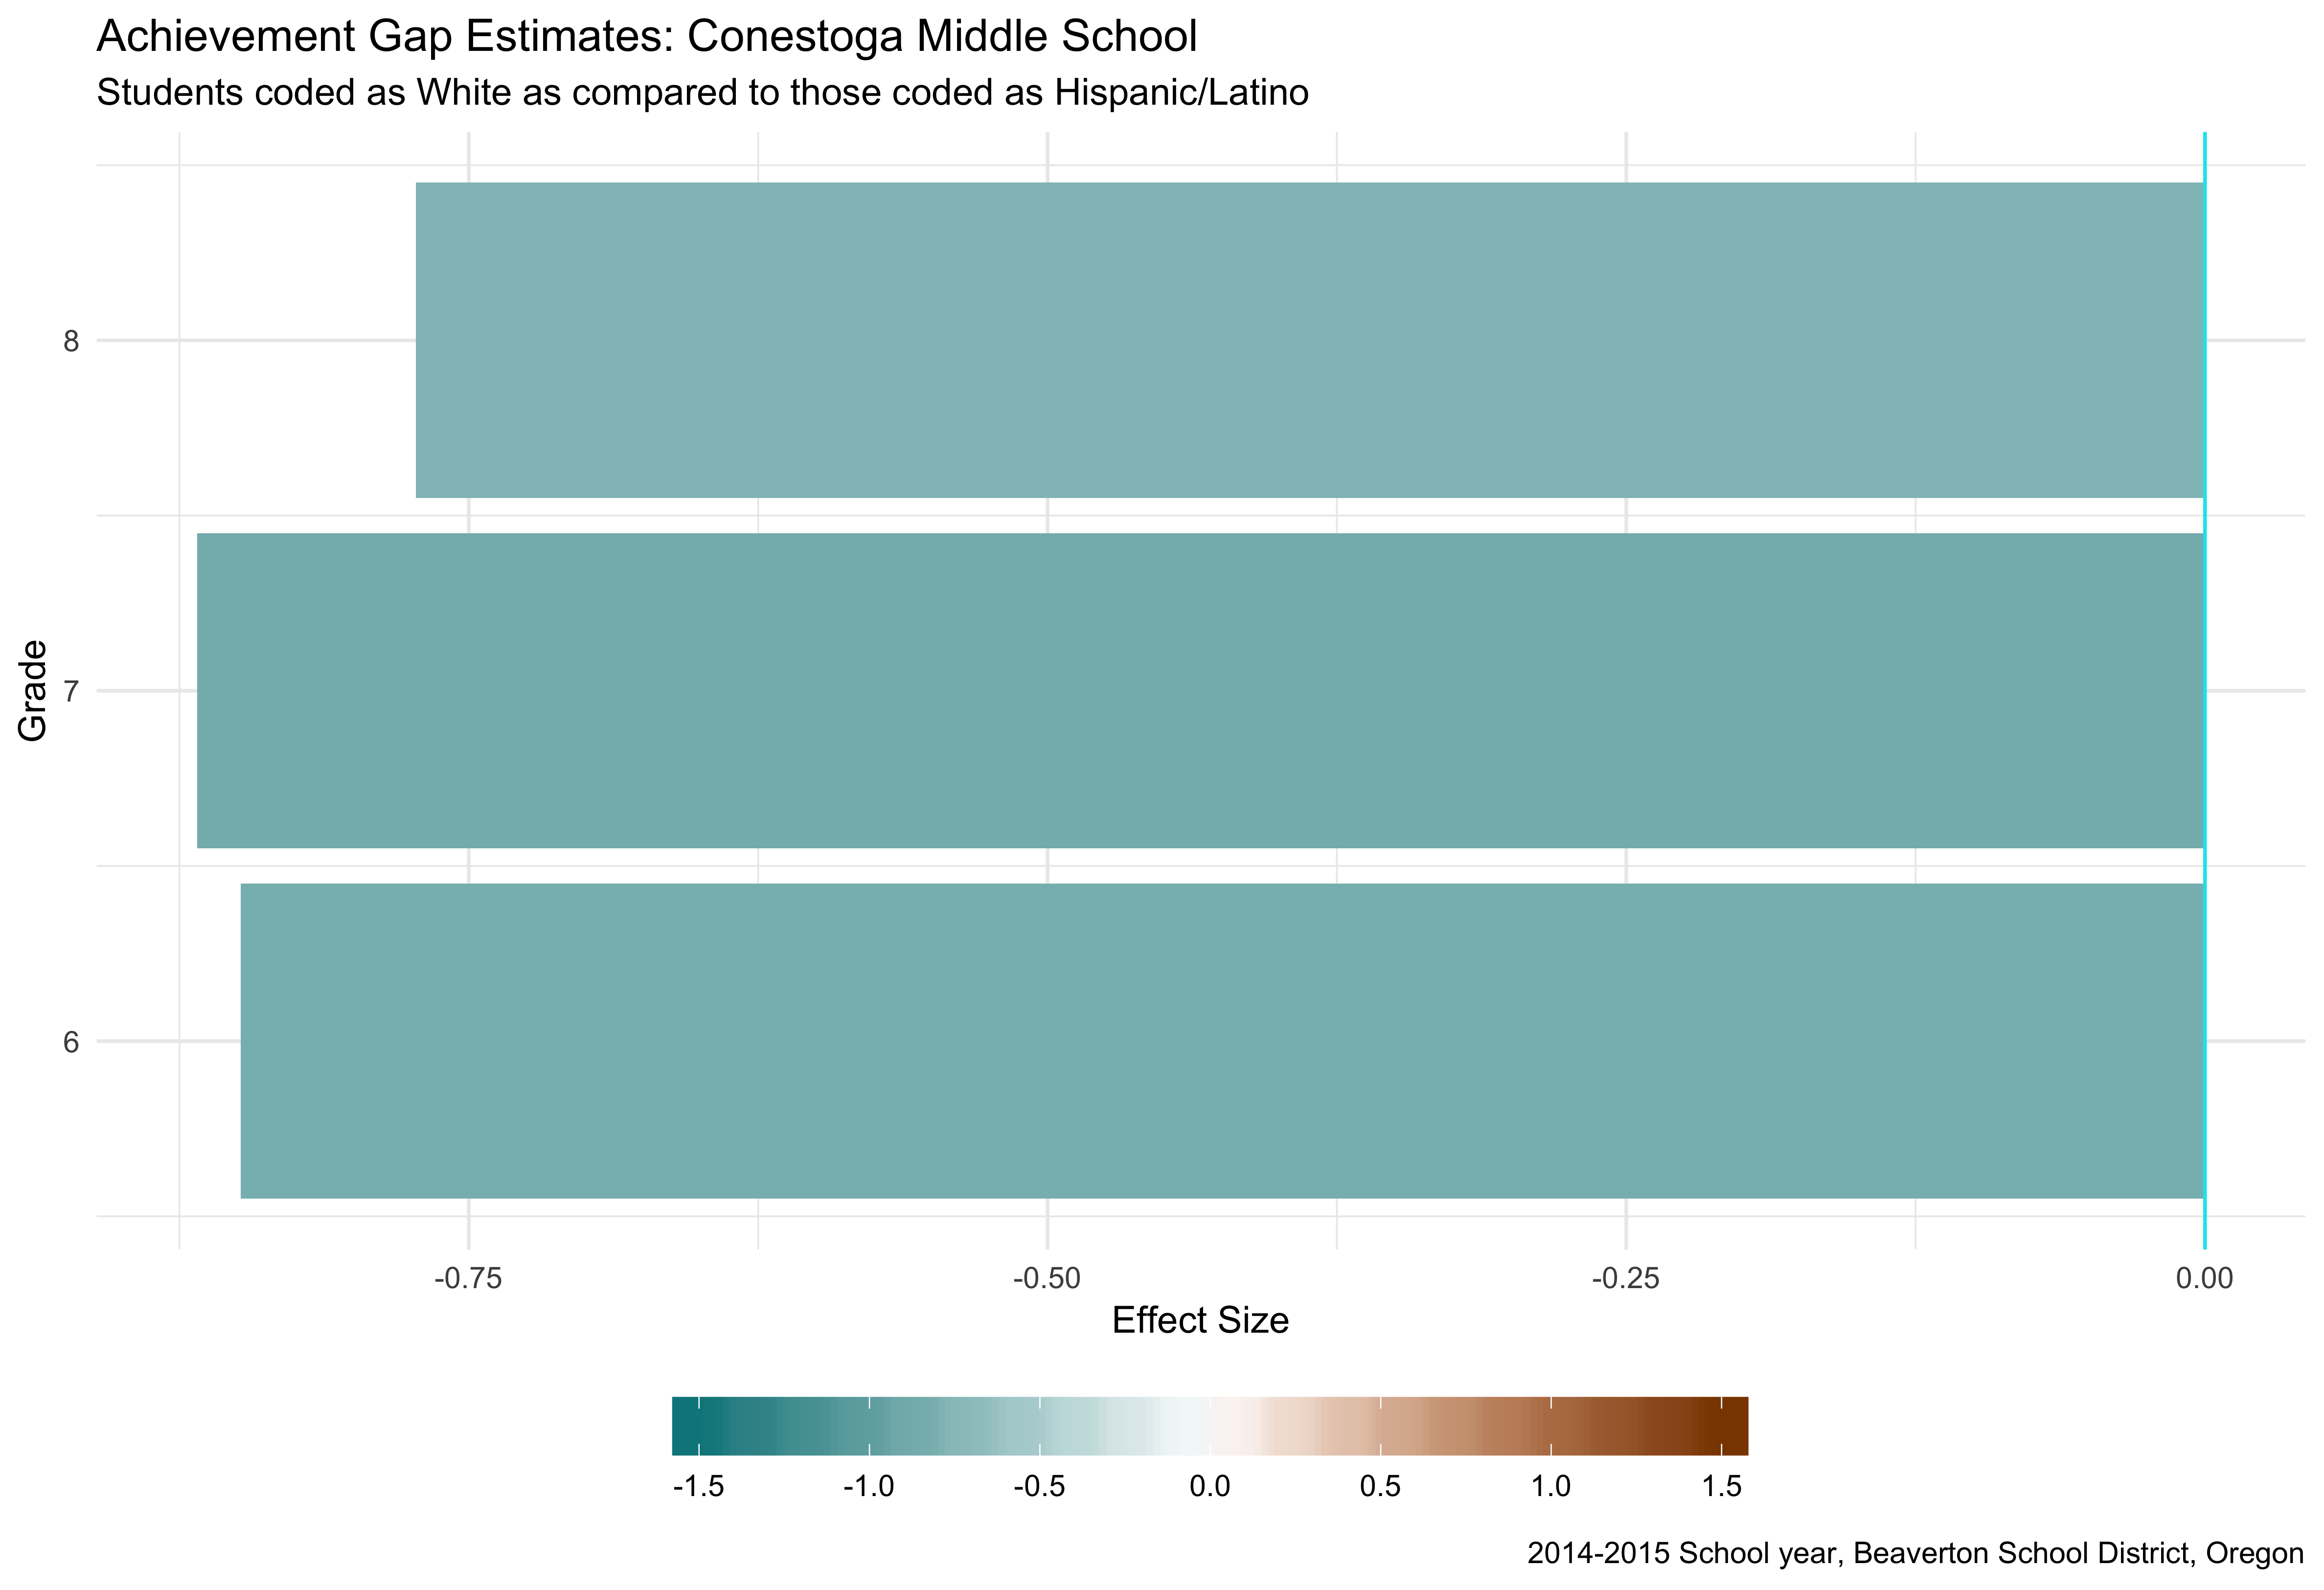 Achievement Gap Estimates: Conestoga Middle School
Students coded as White as compared to those coded as Hispanic/Latino
8
7
6
Grade
-0.75 -0.50 -0.25 0.00
Effect Size
-1.5 -1.0 -0.5 0.0 0.5 1.0 1.5
2014-2015 School year, Beaverton School District, Oregon